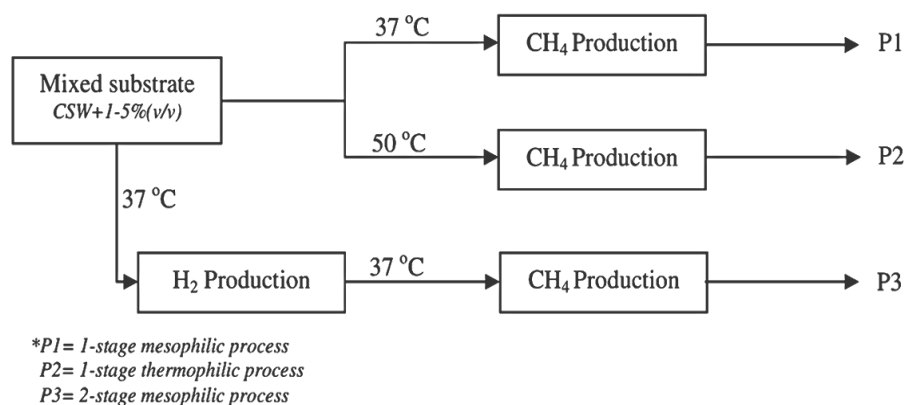 37 °C
CH₄ Production
P1
Mixed substrate
CSW+1-5%(v/v)
50 °C
CH₄ Production
P2
37 °C
H₂ Production
37 °C
CH₄ Production
P3
*P1= 1-stage mesophilic process
P2= 1-stage thermophilic process
P3= 2-stage mesophilic process